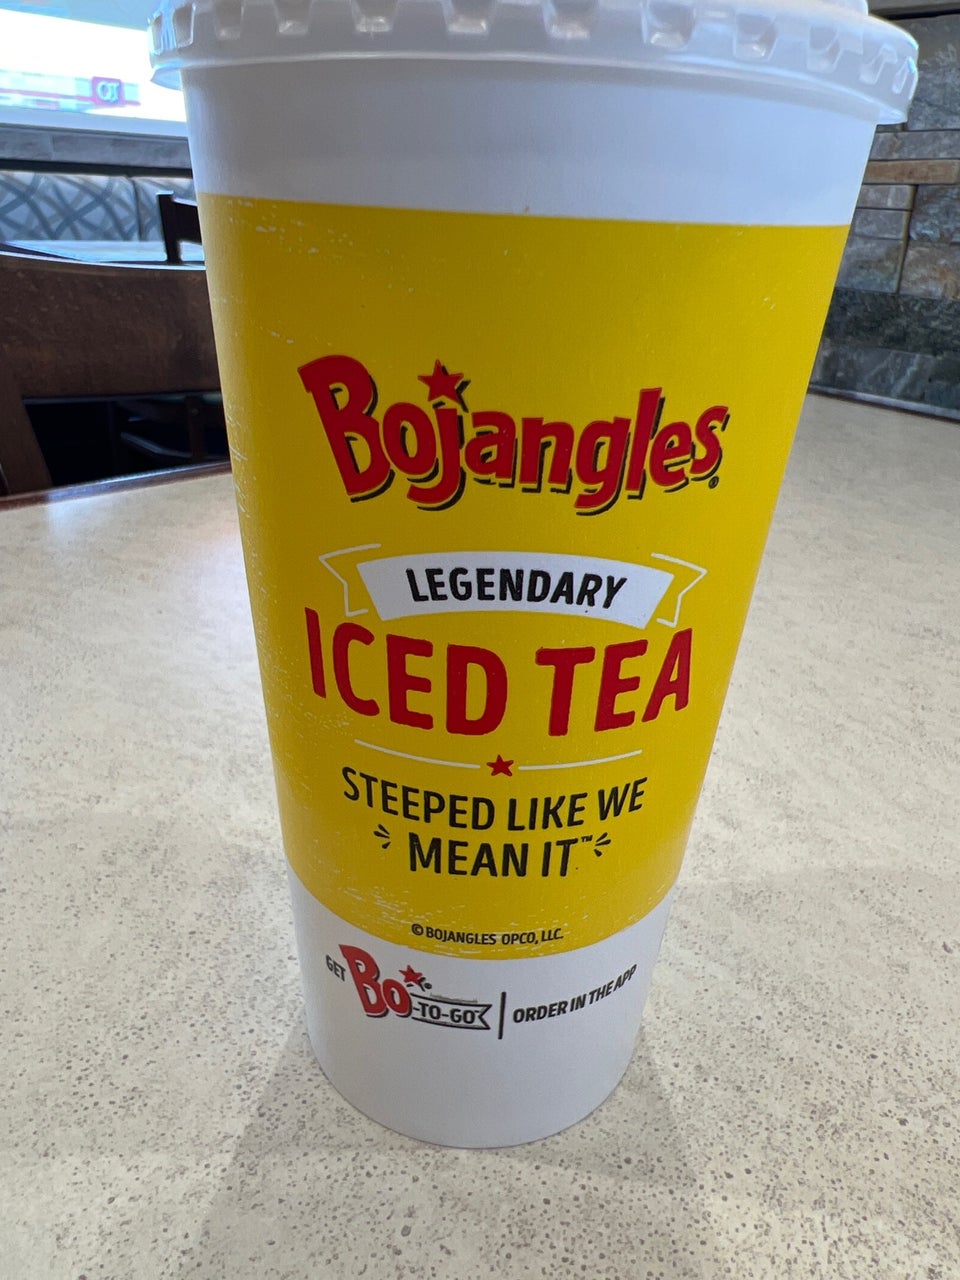 QT
Bojangles®
LEGENDARY
ICED TEA
STEEPED LIKE WE
MEAN IT™
© BOJANGLES OPCO, LLC.
GET Bo®-TO-GO | ORDER IN THE APP